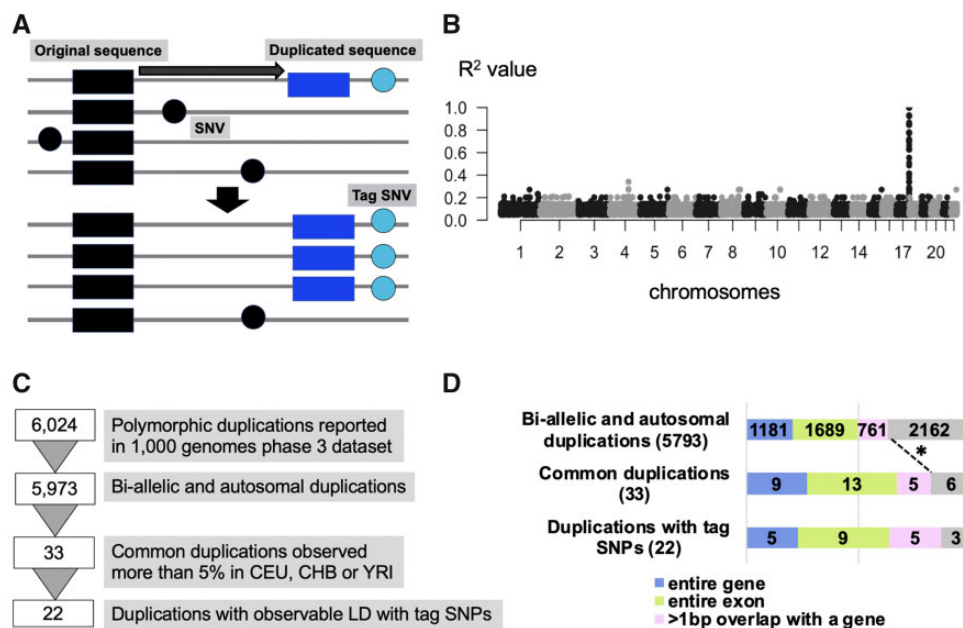 A
Original sequence
Duplicated sequence
SNV
Tag SNV
B
R² value
1.0
0.8
0.6
0.4
0.2
0.0
1 2 3 4 5 6 7 8 9 10 12 14 17 20
chromosomes
C
6,024
Polymorphic duplications reported
in 1,000 genomes phase 3 dataset
5,973
Bi-allelic and autosomal duplications
33
Common duplications observed
more than 5% in CEU, CHB or YRI
22
Duplications with observable LD with tag SNPs
D
Bi-allelic and autosomal
duplications (5793)
1181 1689 761 2162
*
Common duplications
(33)
9 13 5 6
Duplications with tag
SNPs (22)
5 9 5 3
entire gene
entire exon
>1bp overlap with a gene